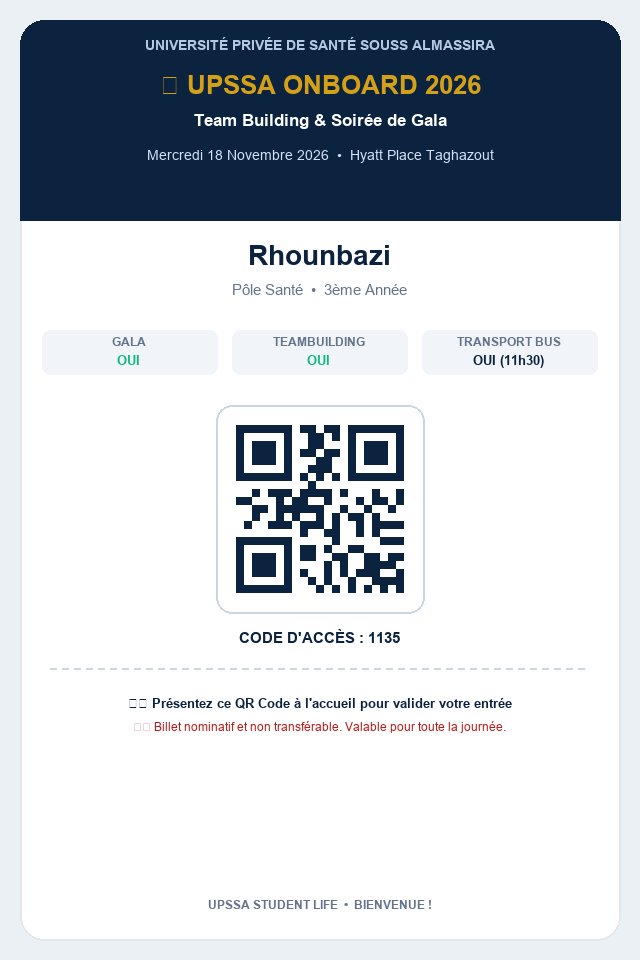 UNIVERSITÉ PRIVÉE DE SANTÉ SOUSS ALMASSIRA
UPSSA ONBOARD 2026
Team Building & Soirée de Gala
Mercredi 18 Novembre 2026 • Hyatt Place Taghazout
Rhounbazi
Pôle Santé • 3ème Année
GALA
OUI
TEAMBUILDING
OUI
TRANSPORT BUS
OUI (11h30)
CODE D'ACCÈS : 1135
Présentez ce QR Code à l'accueil pour valider votre entrée
Billet nominatif et non transférable. Valable pour toute la journée.
UPSSA STUDENT LIFE • BIENVENUE !